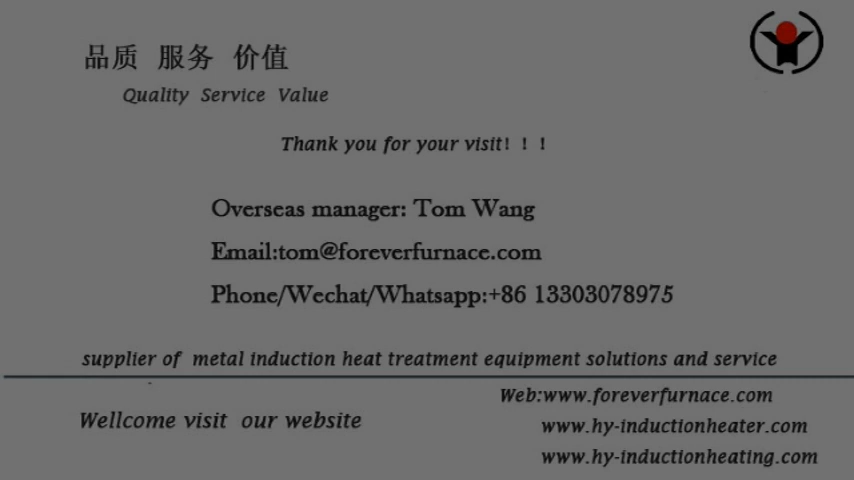 品质 服务 价值
Quality Service Value
Thank you for your visit！！！
Overseas manager: Tom Wang
Email:tom@foreverfurnace.com
Phone/Wechat/Whatsapp:+86 13303078975
supplier of metal induction heat treatment equipment solutions and service
Wellcome visit our website
Web:www.foreverfurnace.com
www.hy-inductionheater.com
www.hy-inductionheating.com